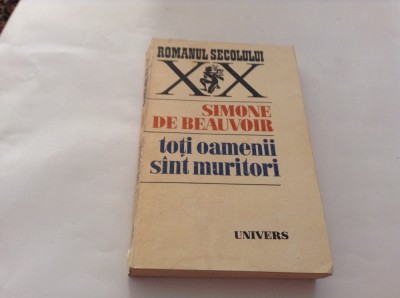 ROMANUL SECOLULUI
XX
SIMONE
DE BEAUVOIR
toți oamenii
sînt muritori
UNIVERS